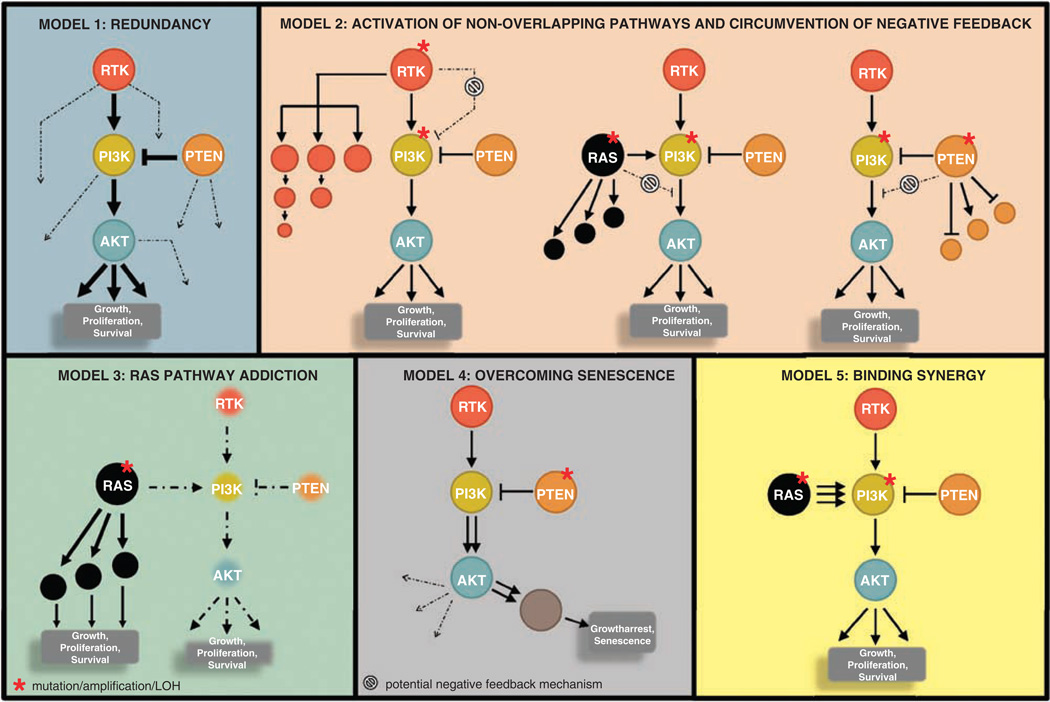 MODEL 1: REDUNDANCY
RTK
PI3K
PTEN
AKT
Growth,
Proliferation,
Survival
MODEL 2: ACTIVATION OF NON-OVERLAPPING PATHWAYS AND CIRCUMVENTION OF NEGATIVE FEEDBACK
RTK
PI3K
PTEN
AKT
Growth,
Proliferation,
Survival
RTK
RAS
PI3K
PTEN
AKT
Growth,
Proliferation,
Survival
RTK
PI3K
PTEN
AKT
Growth,
Proliferation,
Survival
MODEL 3: RAS PATHWAY ADDICTION
RTK
RAS
PI3K
PTEN
AKT
Growth,
Proliferation,
Survival
Growth,
Proliferation,
Survival
* mutation/amplification/LOH
MODEL 4: OVERCOMING SENESCENCE
RTK
PI3K
PTEN
AKT
Growtharrest,
Senescence
potential negative feedback mechanism
MODEL 5: BINDING SYNERGY
RTK
RAS
PI3K
PTEN
AKT
Growth,
Proliferation,
Survival